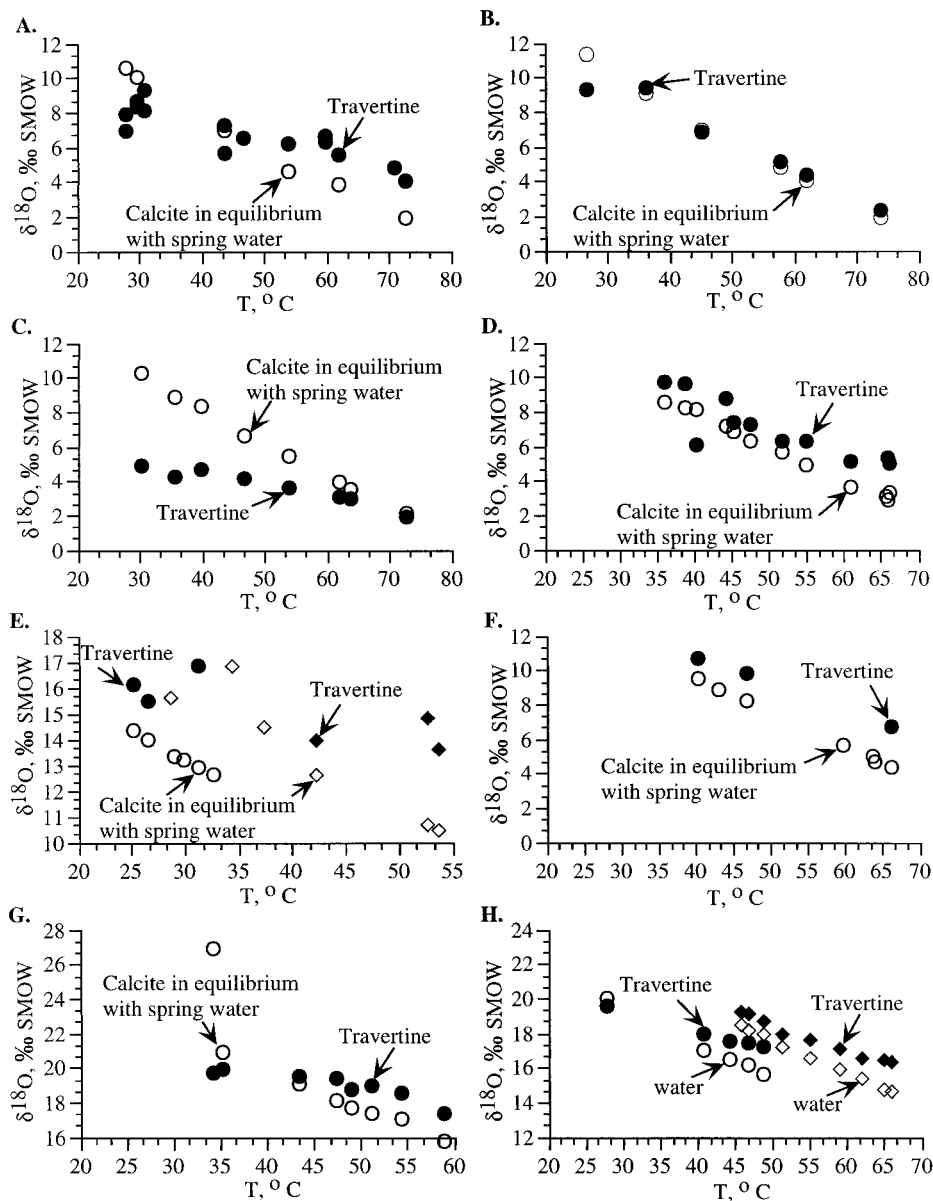 A.
δ18O, ‰ SMOW
12
10
8
6
4
2
0
Travertine
Calcite in equilibrium
with spring water
20 30 40 50 60 70 80
T, o C
B.
δ18O, ‰ SMOW
12
10
8
6
4
2
0
Travertine
Calcite in equilibrium
with spring water
20 30 40 50 60 70 80
T, o C
C.
δ18O, ‰ SMOW
12
10
8
6
4
2
0
Calcite in equilibrium
with spring water
Travertine
20 30 40 50 60 70 80
T, o C
D.
δ18O, ‰ SMOW
12
10
8
6
4
2
0
Travertine
Calcite in equilibrium
with spring water
20 20 30 35 40 45 50 55 60 65 70
T, o C
E.
δ18O, ‰ SMOW
18
17
16
15
14
13
12
11
10
Travertine
Travertine
Calcite in equilibrium
with spring water
20 25 30 35 40 45 50 55
T, o C
F.
δ18O, ‰ SMOW
12
10
8
6
4
2
0
Travertine
Calcite in equilibrium
with spring water
20 20 30 35 40 45 50 55 60 65 70
T, o C
G.
δ18O, ‰ SMOW
28
26
24
22
20
18
16
Calcite in equilibrium
with spring water
Travertine
20 25 30 35 40 45 50 55 60
T, o C
H.
δ18O, ‰ SMOW
24
22
20
18
16
14
12
Travertine
Travertine
water
water
20 25 30 35 40 45 50 55 60 65 70
T, o C